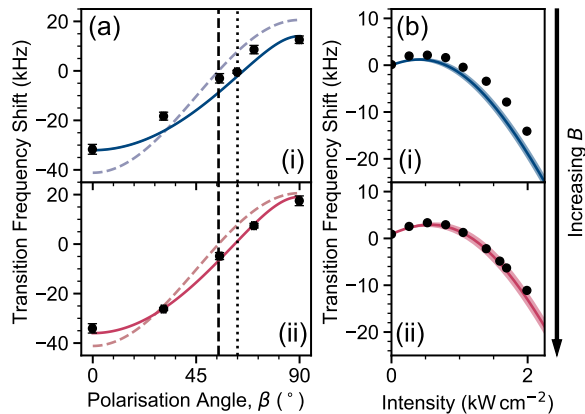 (a)
(b)
Transition Frequency Shift (kHz)
20
0
−20
−40
(i)
Transition Frequency Shift (kHz)
10
0
−10
−20
(i)
Increasing B
Transition Frequency Shift (kHz)
20
0
−20
−40
(ii)
Transition Frequency Shift (kHz)
10
0
−10
−20
(ii)
0 45 90
Polarisation Angle, β (°)
0 1 2
Intensity (kW cm⁻²)